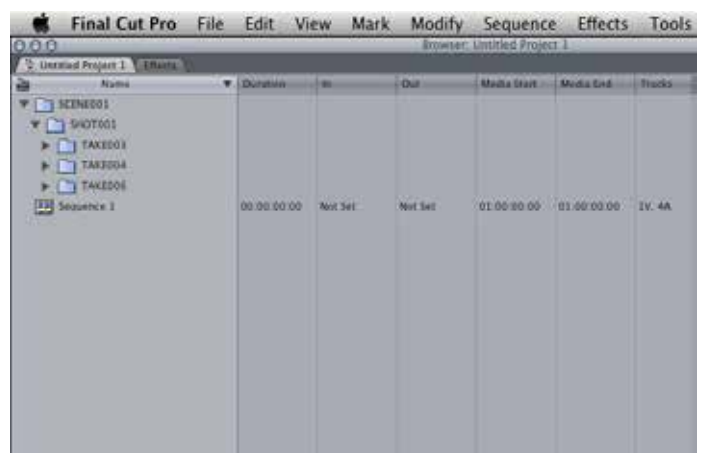 Final Cut Pro File Edit View Mark Modify Sequence Effects Tools
Browser: Untitled Project 1
Untitled Project 1 Effects
Name Duration In Out Media Start Media End Tracks
SCENE001
SHOT001
TAKE003
TAKE004
TAKE006
Sequence 1 00:00:00:00 Not Set Not Set 01:00:00:00 01:00:00:00 1V, 4A